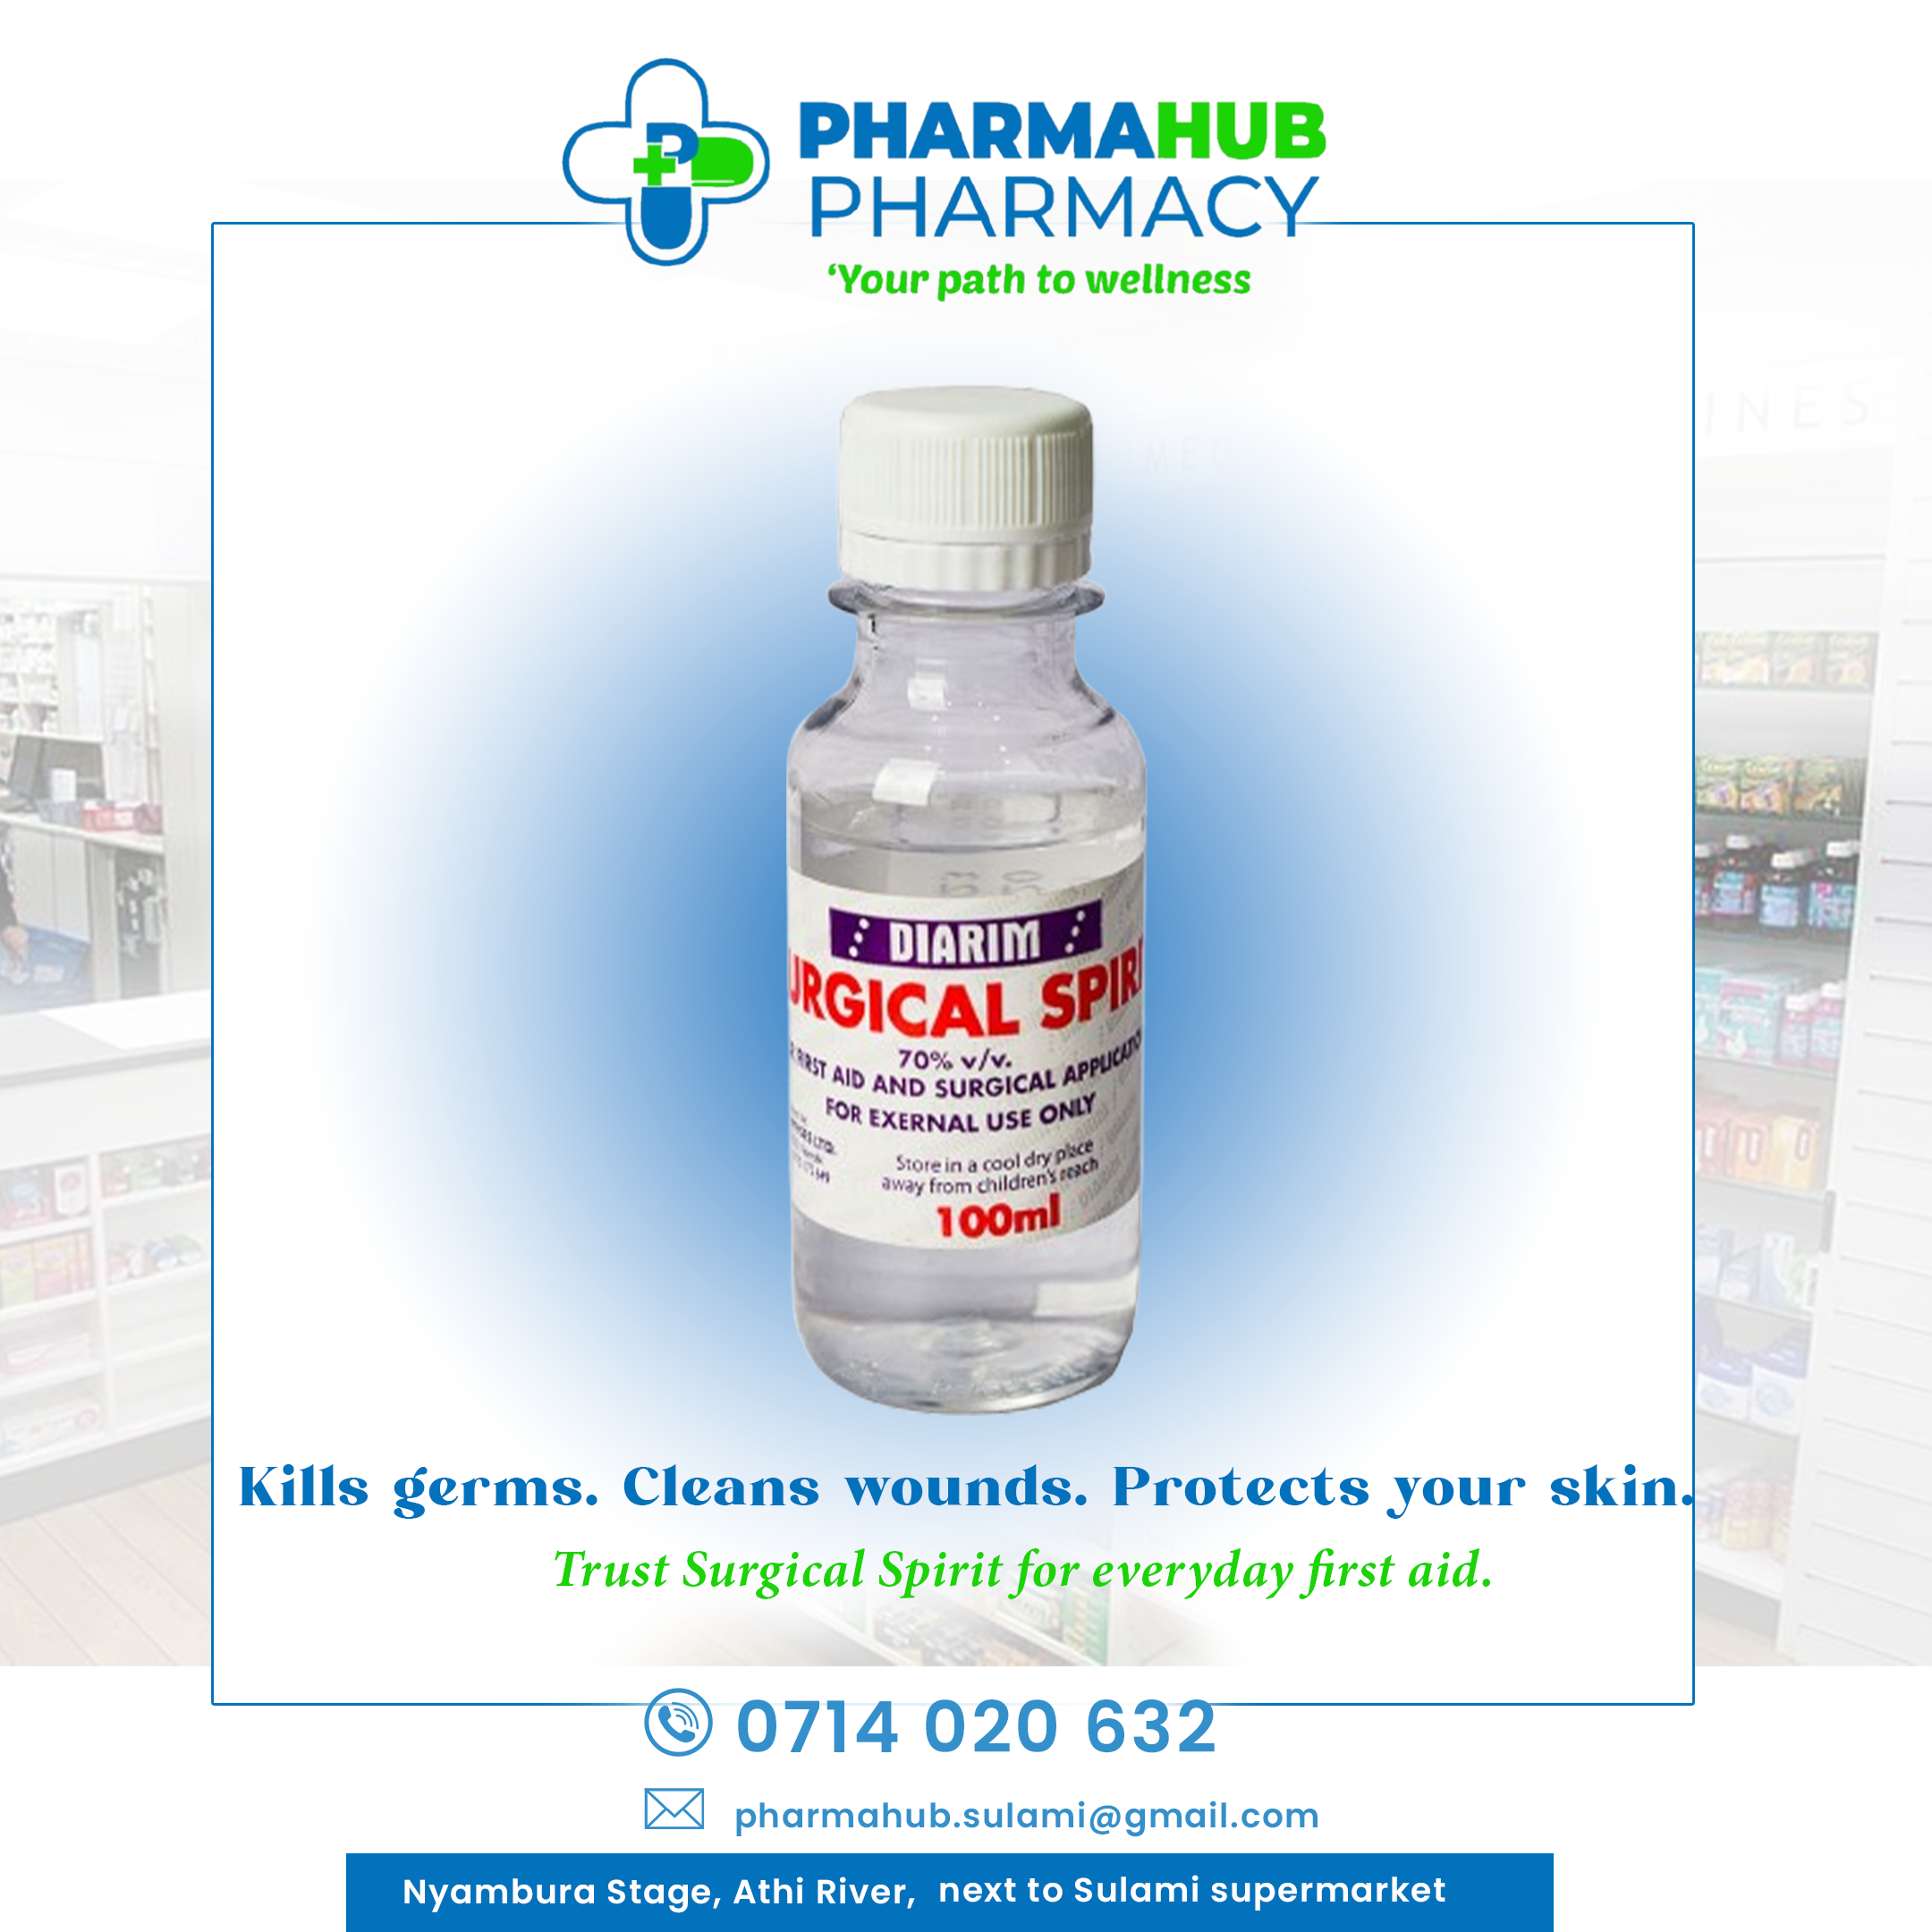 PHARMAHUB
PHARMACY
‘Your path to wellness
INES
DIARIM
URGICAL SPIRI
70% v/v.
FIRST AID AND SURGICAL APPLICATIO
FOR EXERNAL USE ONLY
LTD.
Store in a cool dry place
away from children's reach
100ml
Kills germs. Cleans wounds. Protects your skin.
Trust Surgical Spirit for everyday first aid.
0714 020 632
pharmahub.sulami@gmail.com
Nyambura Stage, Athi River, next to Sulami supermarket